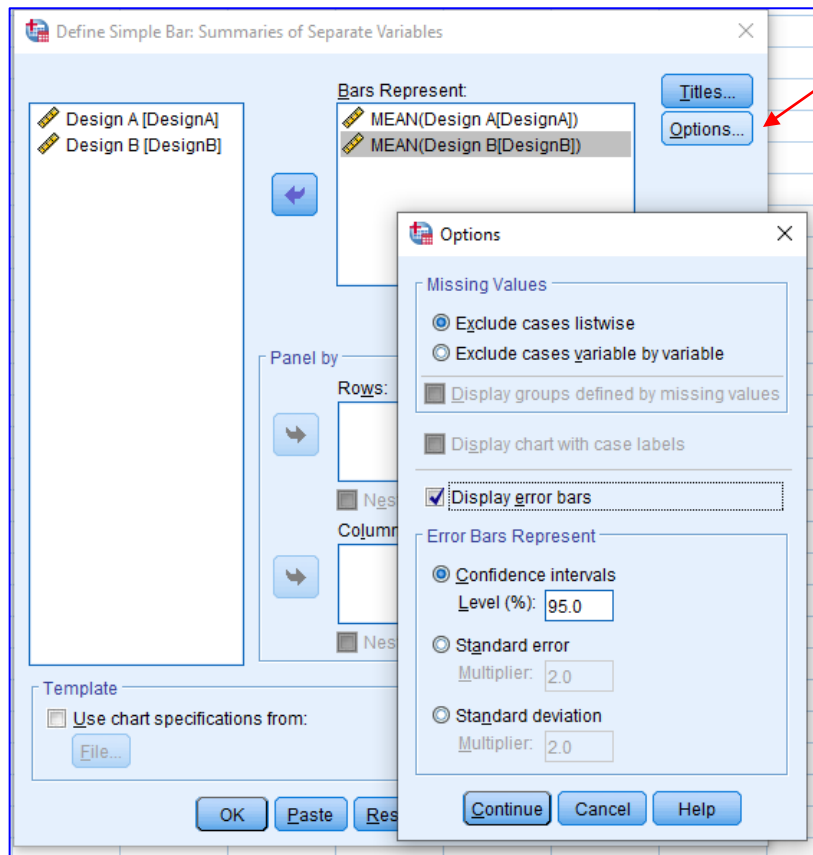 Define Simple Bar: Summaries of Separate Variables
Design A [DesignA]
Design B [DesignB]
Bars Represent:
MEAN(Design A[DesignA])
MEAN(Design B[DesignB])
Titles...
Options...
Panel by
Rows:
Nes
Column
Nes
Template
Use chart specifications from:
File...
OK
Paste
Res
Options
Missing Values
Exclude cases listwise
Exclude cases variable by variable
Display groups defined by missing values
Display chart with case labels
Display error bars
Error Bars Represent
Confidence intervals
Level (%): 95.0
Standard error
Multiplier: 2.0
Standard deviation
Multiplier: 2.0
Continue
Cancel
Help